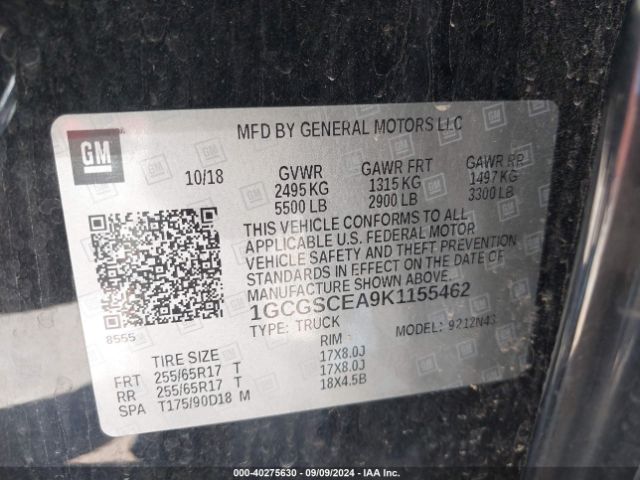 GM
MFD BY GENERAL MOTORS LLC
10/18 GVWR GAWR FRT GAWR RR
2495 KG 1315 KG 1497 KG
5500 LB 2900 LB 3300 LB
THIS VEHICLE CONFORMS TO ALL
APPLICABLE U.S. FEDERAL MOTOR
VEHICLE SAFETY AND THEFT PREVENTION
STANDARDS IN EFFECT ON THE DATE OF
MANUFACTURE SHOWN ABOVE.
1GCGSCEA9K1155462
8555 TYPE: TRUCK MODEL: 9212N43
TIRE SIZE RIM
FRT 255/65R17 T 17X8.0J
RR 255/65R17 T 17X8.0J
SPA T175/90D18 M 18X4.5B
000-40275630 - 09/09/2024 - IAA Inc.